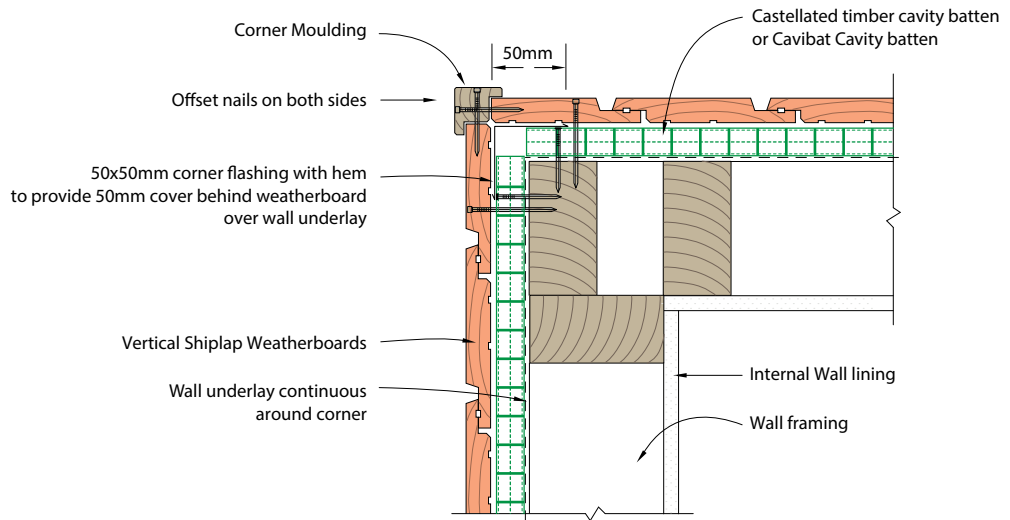 Corner Moulding
50mm
Castellated timber cavity batten
or Cavibat Cavity batten
Offset nails on both sides
50x50mm corner flashing with hem
to provide 50mm cover behind weatherboard
over wall underlay
Vertical Shiplap Weatherboards
Wall underlay continuous
around corner
Internal Wall lining
Wall framing